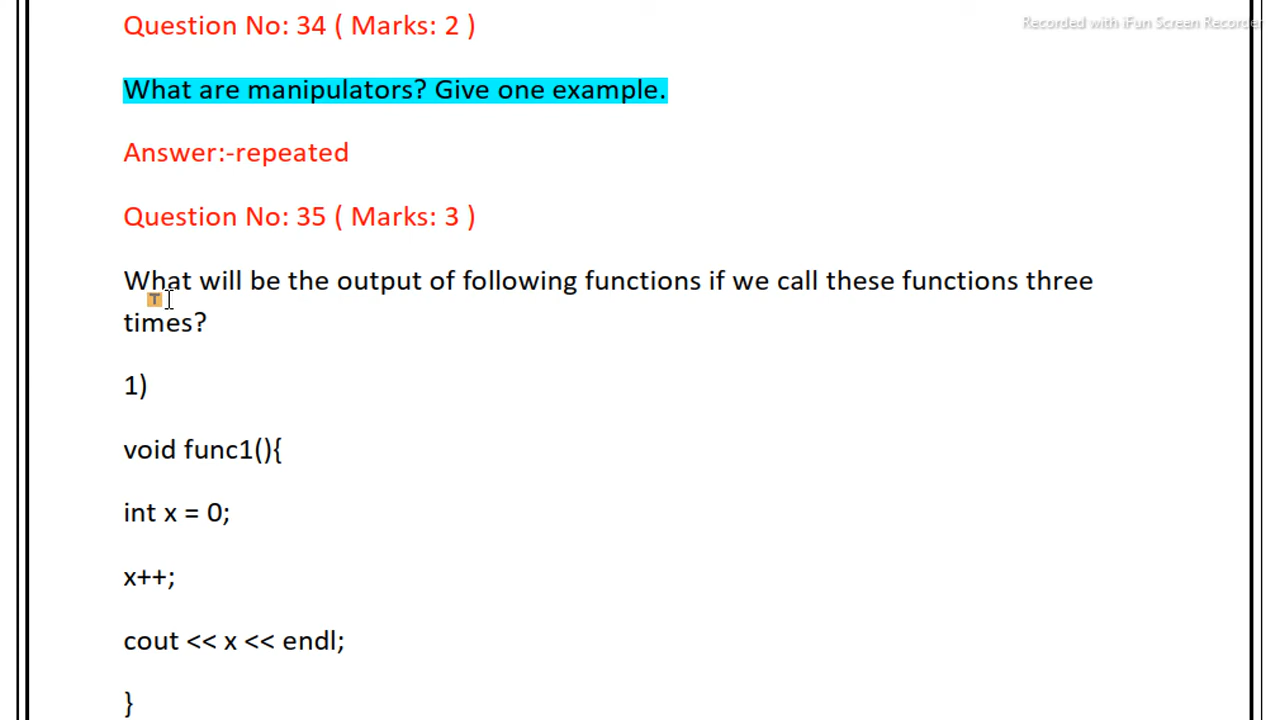 Recorded with iFun Screen Recorder
Question No: 34 ( Marks: 2 )
What are manipulators? Give one example.
Answer:-repeated
Question No: 35 ( Marks: 3 )
What will be the output of following functions if we call these functions three
T
times?
1)
void func1(){
int x = 0;
x++;
cout << x << endl;
}